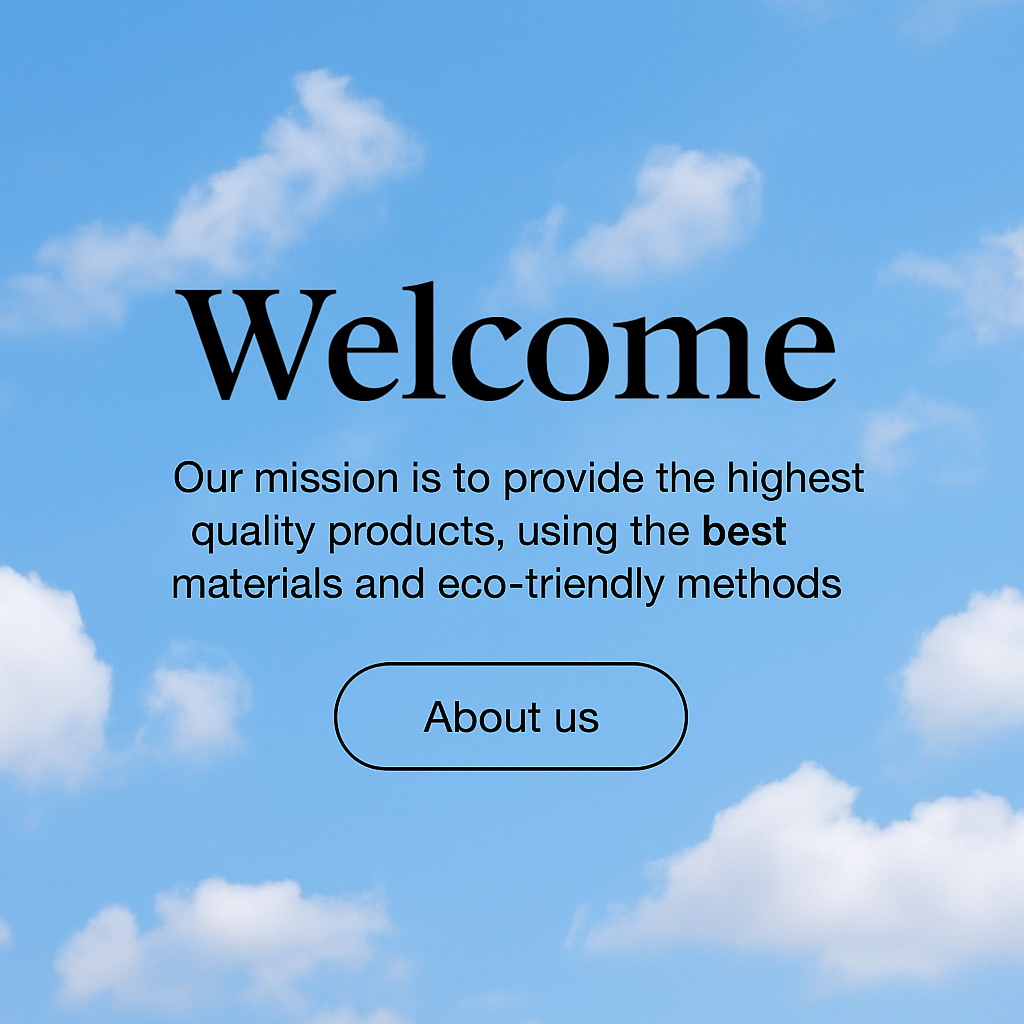 Welcome
Our mission is to provide the highest
quality products, using the best
materials and eco-triendly methods
About us